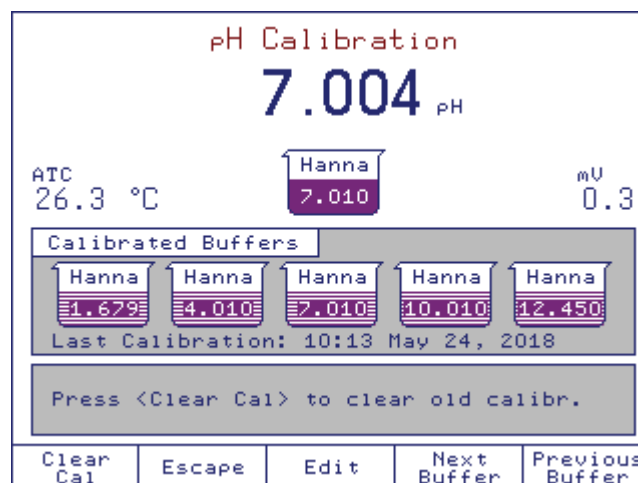 pH Calibration
7.004 pH
ATC
26.3 °C
Hanna
7.010
mV
0.3
Calibrated Buffers
Hanna Hanna Hanna Hanna Hanna
1.679 4.010 7.010 10.010 12.450
Last Calibration: 10:13 May 24, 2018
Press <Clear Cal> to clear old calibr.
Clear Cal
Escape
Edit
Next Buffer
Previous Buffer